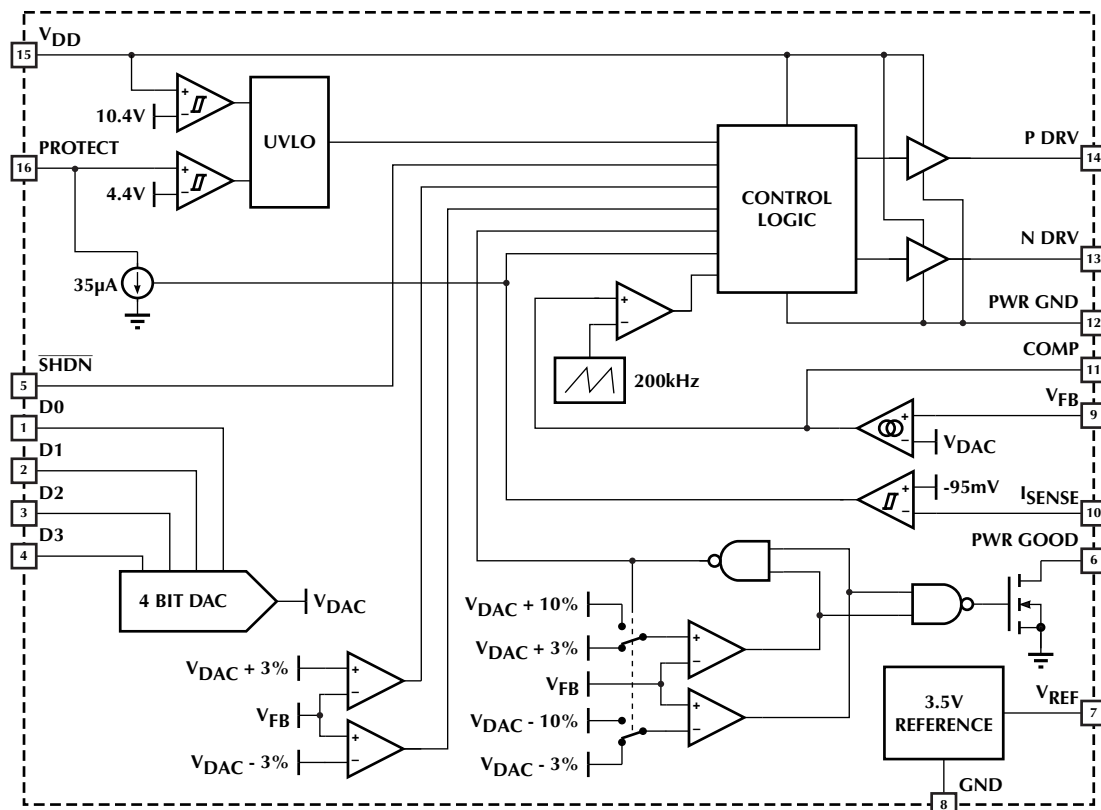 15
VDD
10.4V
+
−
UVLO
16
PROTECT
4.4V
+
−
35µA
CONTROL
LOGIC
P DRV
14
N DRV
13
PWR GND
12
COMP
11
+
−
200kHz
5
SHDN
1
D0
2
D1
3
D2
4
D3
VFB
9
+
−
VDAC
+
−
-95mV
ISENSE
10
PWR GOOD
6
4 BIT DAC
VDAC
VDAC + 10%
VDAC + 3%
VFB
VDAC - 10%
VDAC - 3%
+
−
+
−
VDAC + 3%
VFB
VDAC - 3%
+
−
+
−
3.5V
REFERENCE
VREF
7
GND
8